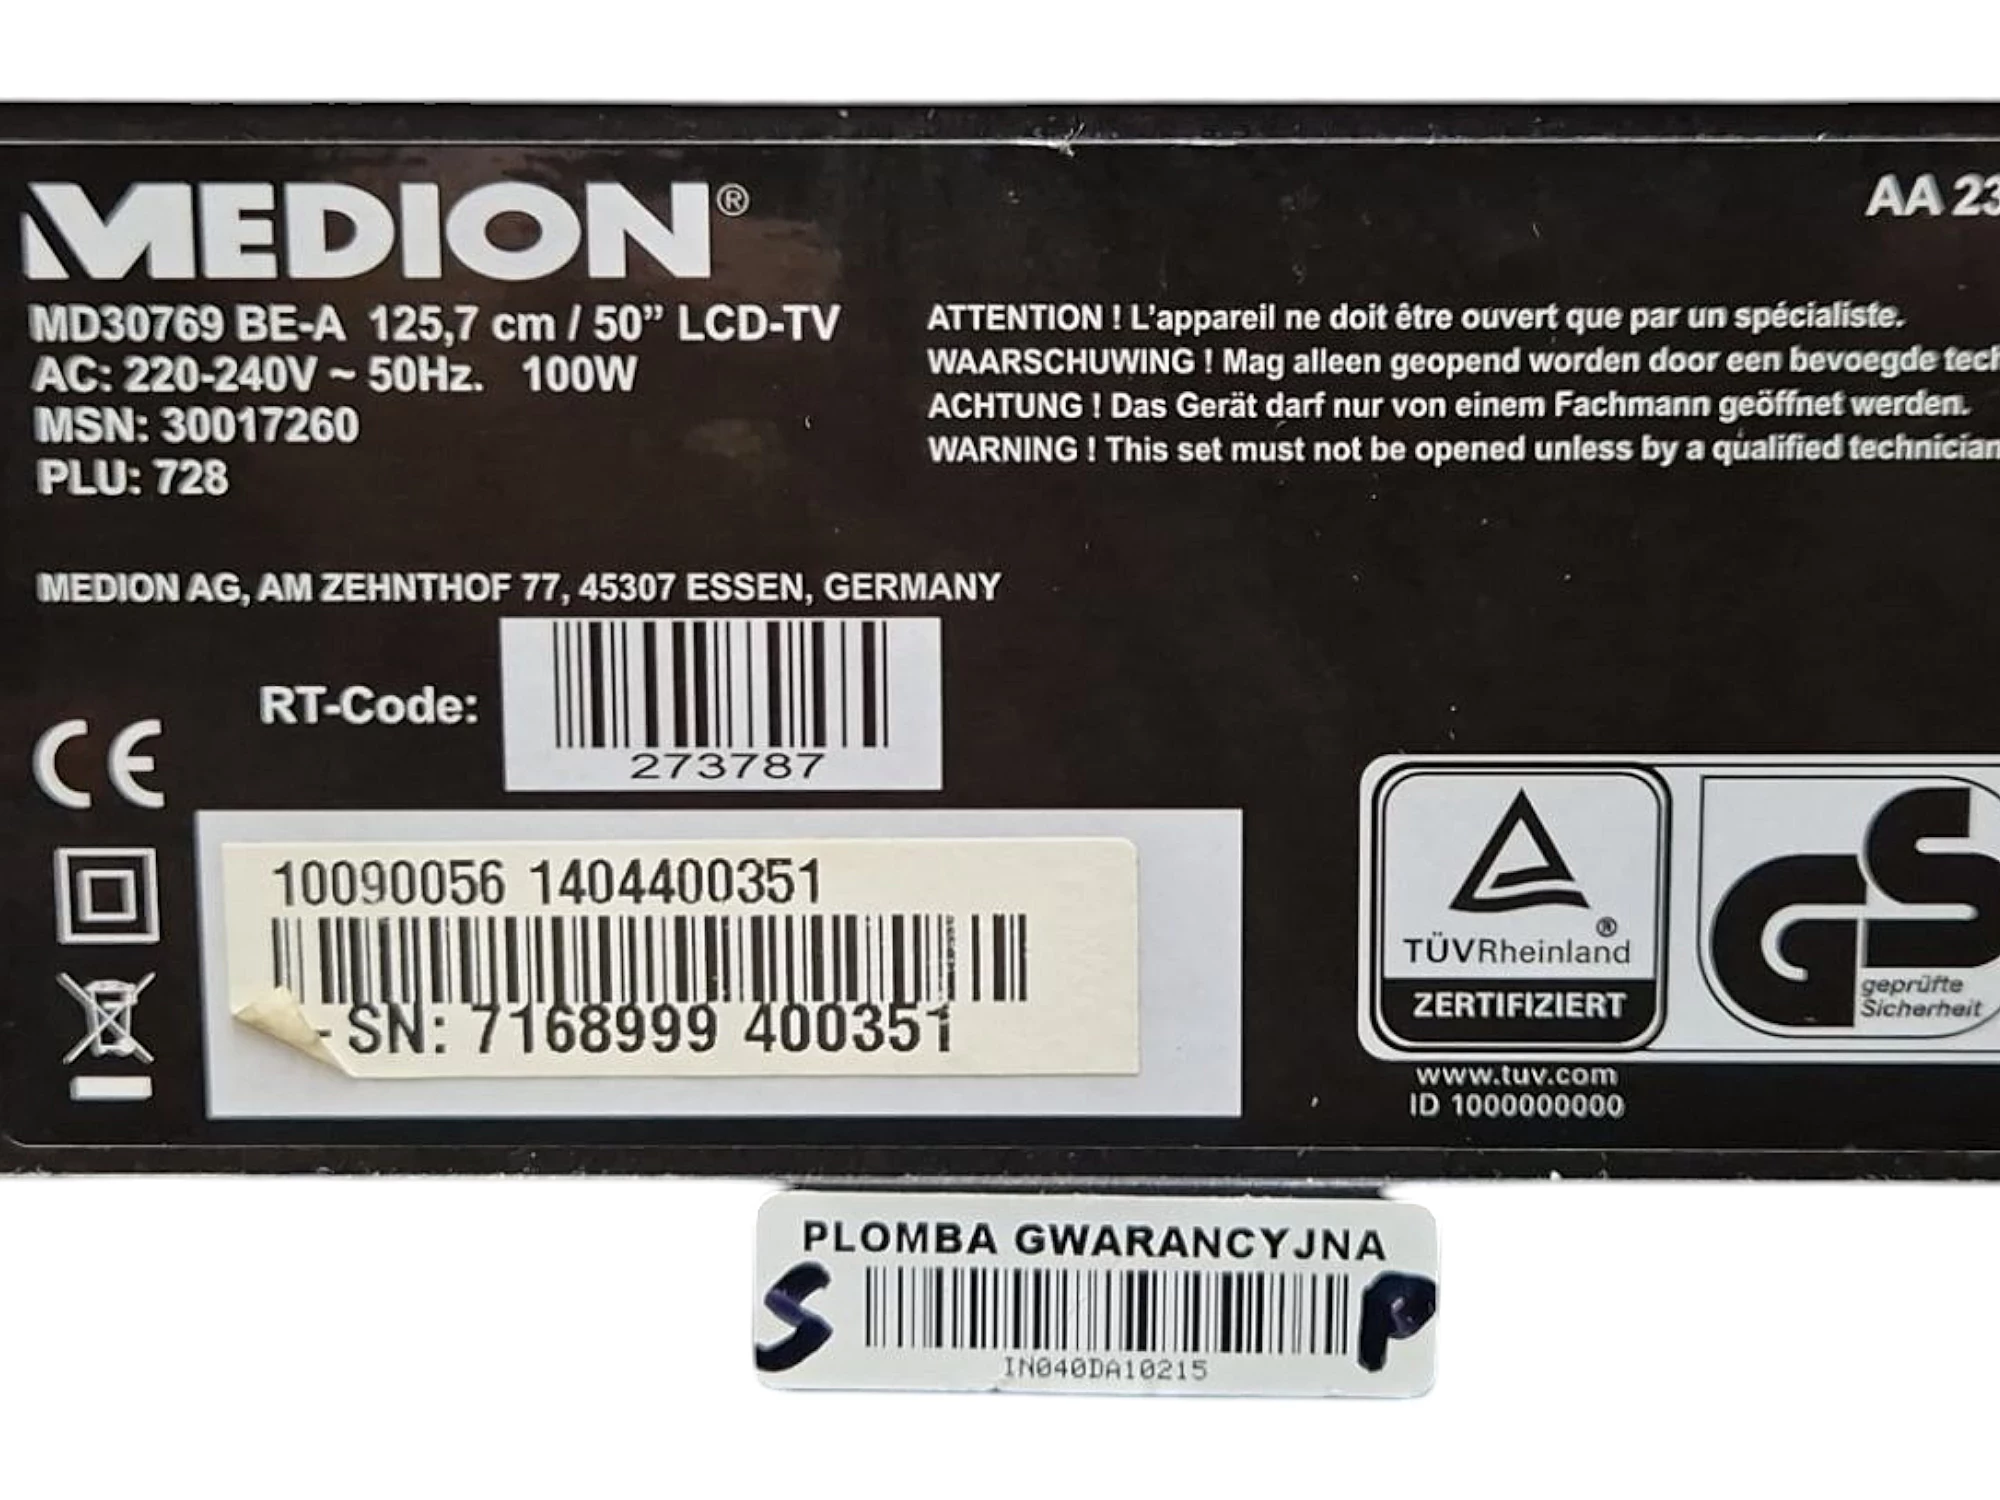 MEDION®
AA 23
MD30769 BE-A 125,7 cm / 50” LCD-TV
AC: 220-240V ~ 50Hz. 100W
MSN: 30017260
PLU: 728
ATTENTION ! L'appareil ne doit être ouvert que par un spécialiste.
WAARSCHUWING ! Mag alleen geopend worden door een bevoegde tech
ACHTUNG ! Das Gerät darf nur von einem Fachmann geöffnet werden.
WARNING ! This set must not be opened unless by a qualified technician
MEDION AG, AM ZEHNTHOF 77, 45307 ESSEN, GERMANY
RT-Code:
273787
CE
10090056 1404400351
- SN: 7168999 400351
TÜVRheinland®
ZERTIFIZIERT
GS
geprüfte
Sicherheit
www.tuv.com
ID 1000000000
PLOMBA GWARANCYJNA
S P
IN040DA10215